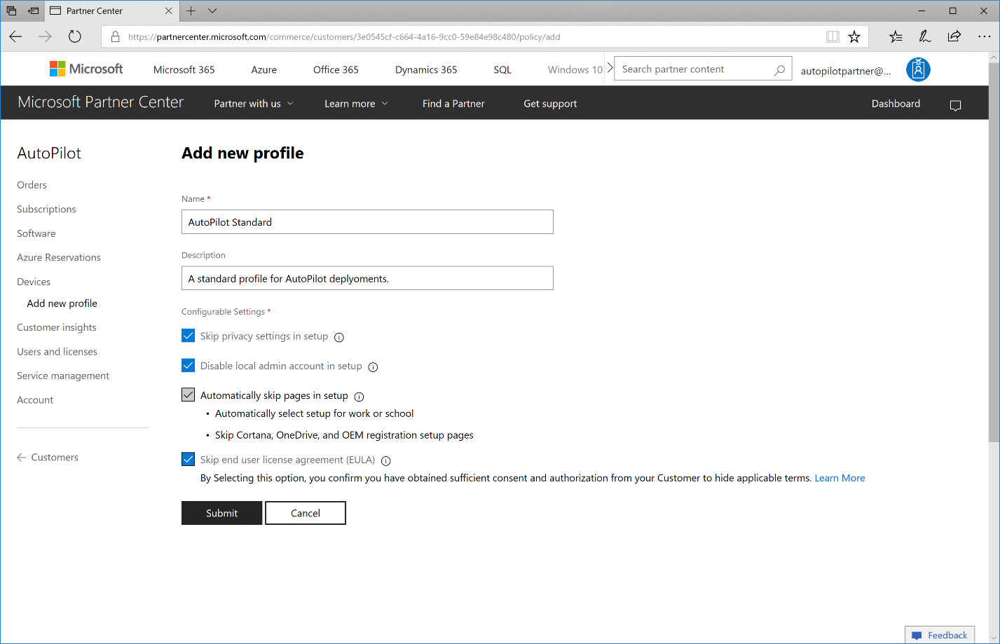 Partner Center
https://partnercenter.microsoft.com/commerce/customers/3e0545cf-c664-4a16-9cc0-59e84e98c480/policy/add
Microsoft Microsoft 365 Azure Office 365 Dynamics 365 SQL Windows 10 Search partner content autopilotpartner@...
Microsoft Partner Center Partner with us Learn more Find a Partner Get support Dashboard
AutoPilot
Orders
Subscriptions
Software
Azure Reservations
Devices
Add new profile
Customer insights
Users and licenses
Service management
Account
Customers
Add new profile
Name *
AutoPilot Standard
Description
A standard profile for AutoPilot deplyoments.
Configurable Settings *
Skip privacy settings in setup
Disable local admin account in setup
Automatically skip pages in setup
• Automatically select setup for work or school
• Skip Cortana, OneDrive, and OEM registration setup pages
Skip end user license agreement (EULA)
By Selecting this option, you confirm you have obtained sufficient consent and authorization from your Customer to hide applicable terms. Learn More
Submit Cancel
Feedback